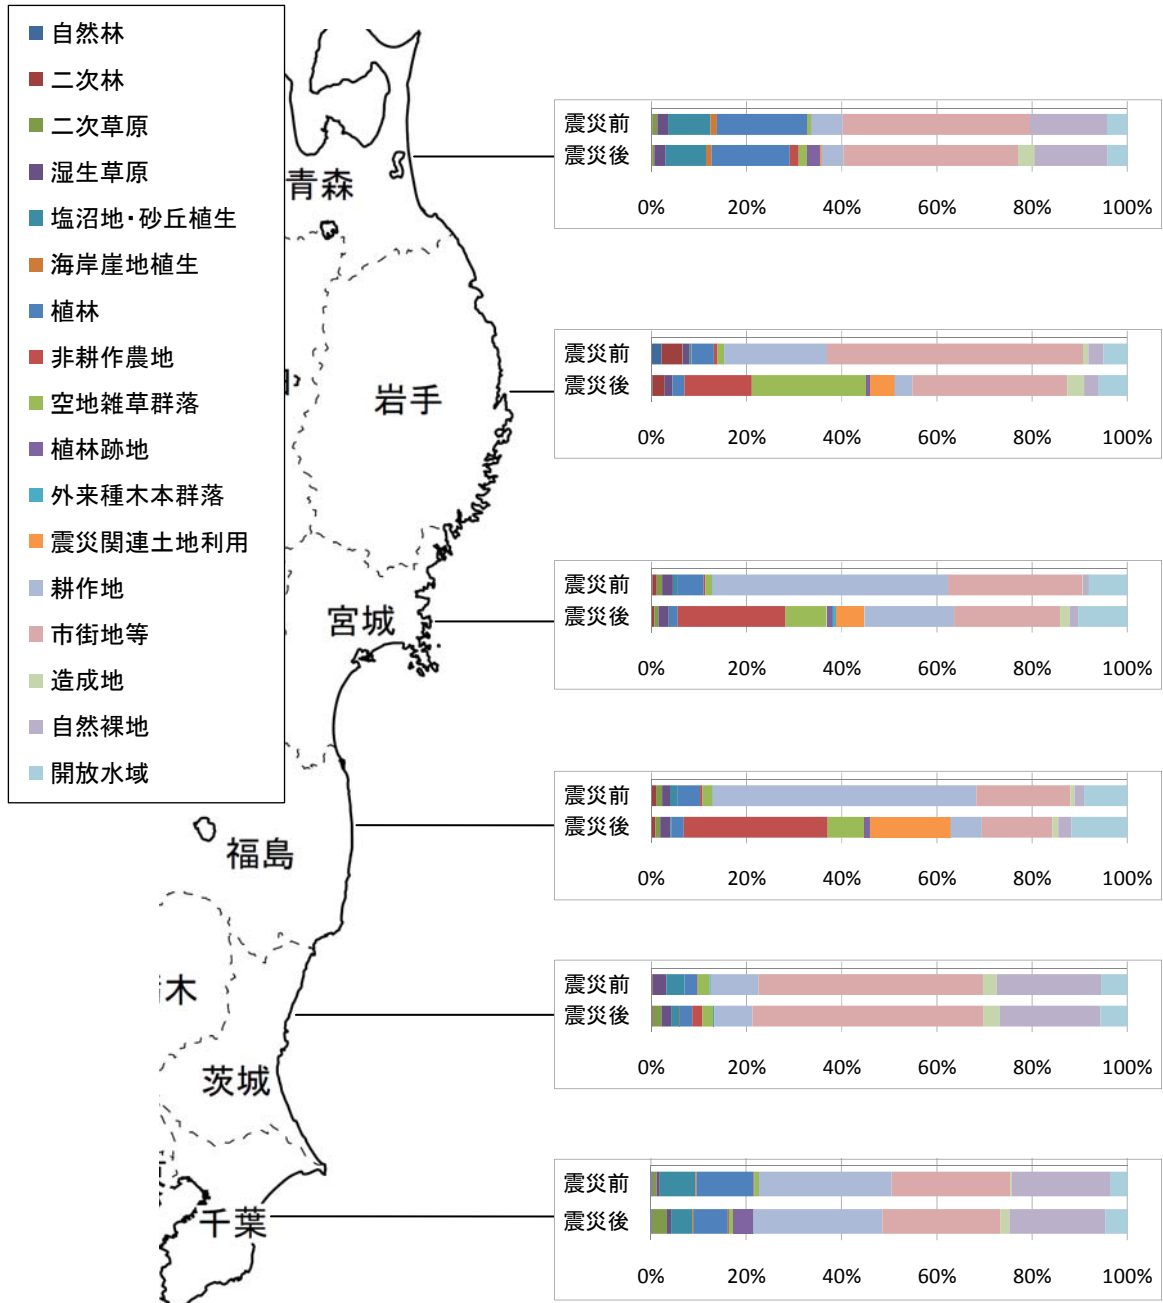 自然林
二次林
二次草原
湿生草原
塩沼地・砂丘植生
海岸崖地植生
植林
非耕作農地
空地雑草群落
植林跡地
外来種木本群落
震災関連土地利用
耕作地
市街地等
造成地
自然裸地
開放水域
青森
岩手
宮城
福島
木
茨城
千葉
震災前
震災後
0% 20% 40% 60% 80% 100%
震災前
震災後
0% 20% 40% 60% 80% 100%
震災前
震災後
0% 20% 40% 60% 80% 100%
震災前
震災後
0% 20% 40% 60% 80% 100%
震災前
震災後
0% 20% 40% 60% 80% 100%
震災前
震災後
0% 20% 40% 60% 80% 100%